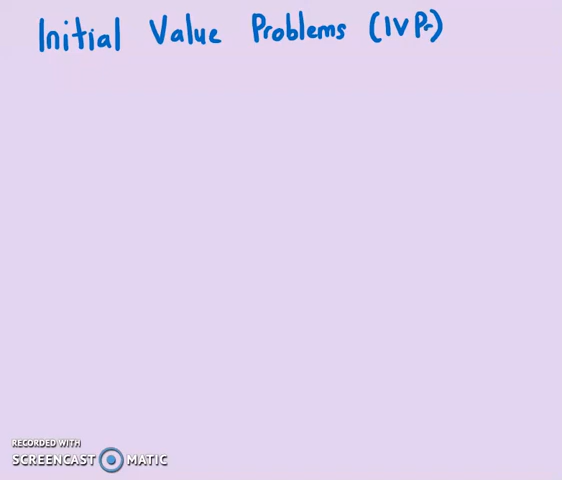 Initial Value Problems (IVPs)
RECORDED WITH
SCREENCAST MATIC